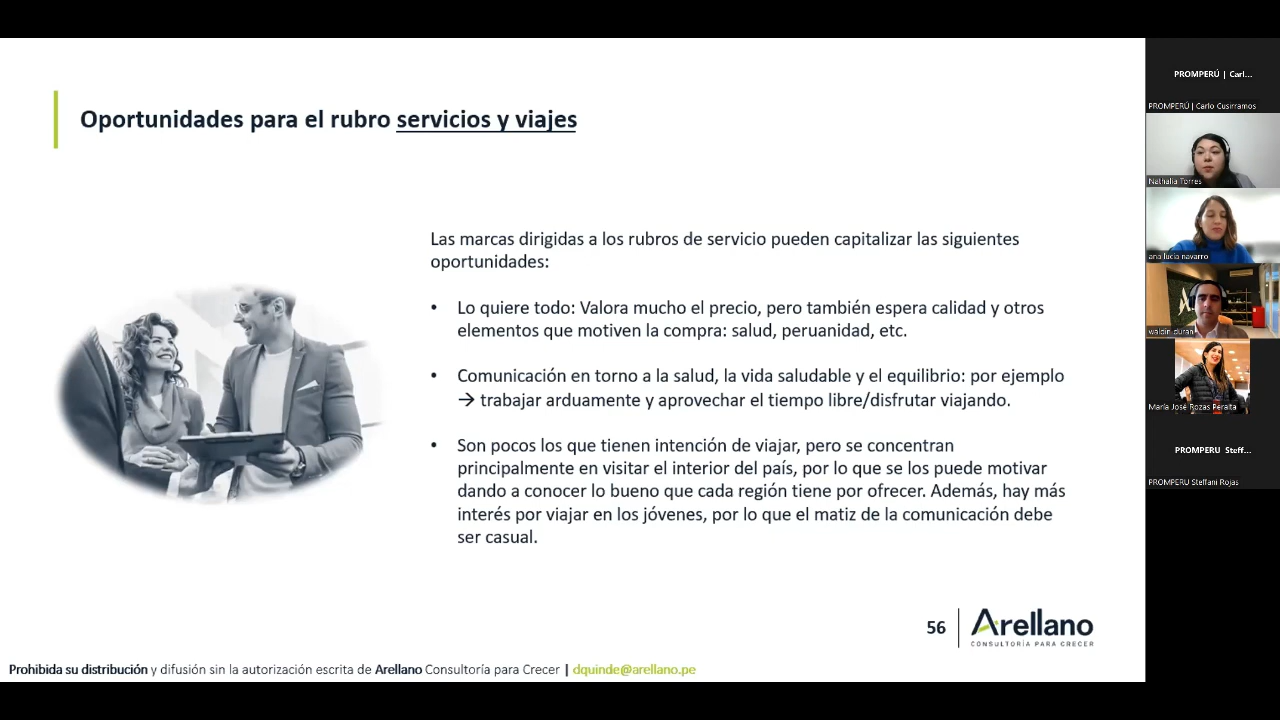 Oportunidades para el rubro servicios y viajes
Las marcas dirigidas a los rubros de servicio pueden capitalizar las siguientes
oportunidades:
• Lo quiere todo: Valora mucho el precio, pero también espera calidad y otros
elementos que motiven la compra: salud, peruanidad, etc.
• Comunicación en torno a la salud, la vida saludable y el equilibrio: por ejemplo
→ trabajar arduamente y aprovechar el tiempo libre/disfrutar viajando.
• Son pocos los que tienen intención de viajar, pero se concentran
principalmente en visitar el interior del país, por lo que se los puede motivar
dando a conocer lo bueno que cada región tiene por ofrecer. Además, hay más
interés por viajar en los jóvenes, por lo que el matiz de la comunicación debe
ser casual.
56
Arellano
CONSULTORÍA PARA CRECER
Prohibida su distribución y difusión sin la autorización escrita de Arellano Consultoría para Crecer | dquinde@arellano.pe
PROMPERÚ | Carl...
PROMPERÚ | Carlo Cusirramos
Nathalia Torres
ana lucia navarro
waldin duran
María José Rozas Peralta
PROMPERU Steff...
PROMPERU Steffani Rojas